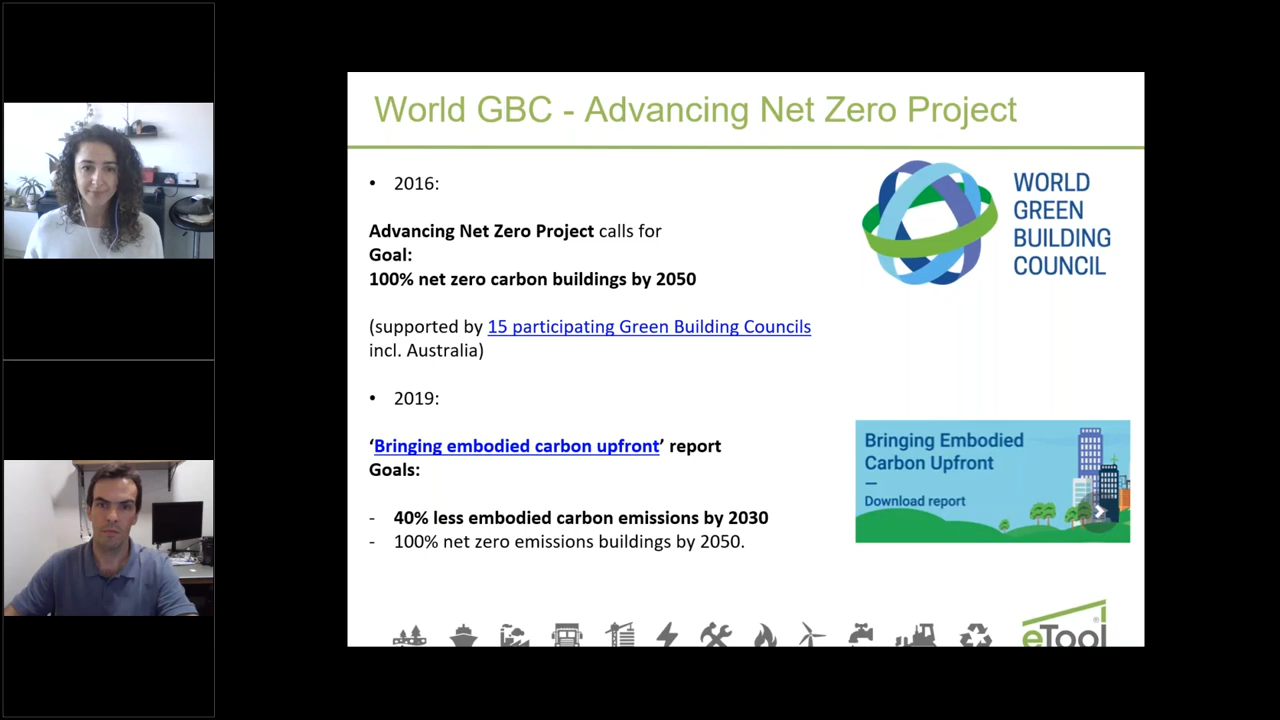 World GBC - Advancing Net Zero Project
• 2016:
Advancing Net Zero Project calls for
Goal:
100% net zero carbon buildings by 2050
(supported by 15 participating Green Building Councils
incl. Australia)
• 2019:
‘Bringing embodied carbon upfront’ report
Goals:
- 40% less embodied carbon emissions by 2030
- 100% net zero emissions buildings by 2050.
WORLD
GREEN
BUILDING
COUNCIL
Bringing Embodied
Carbon Upfront
Download report
eTool®